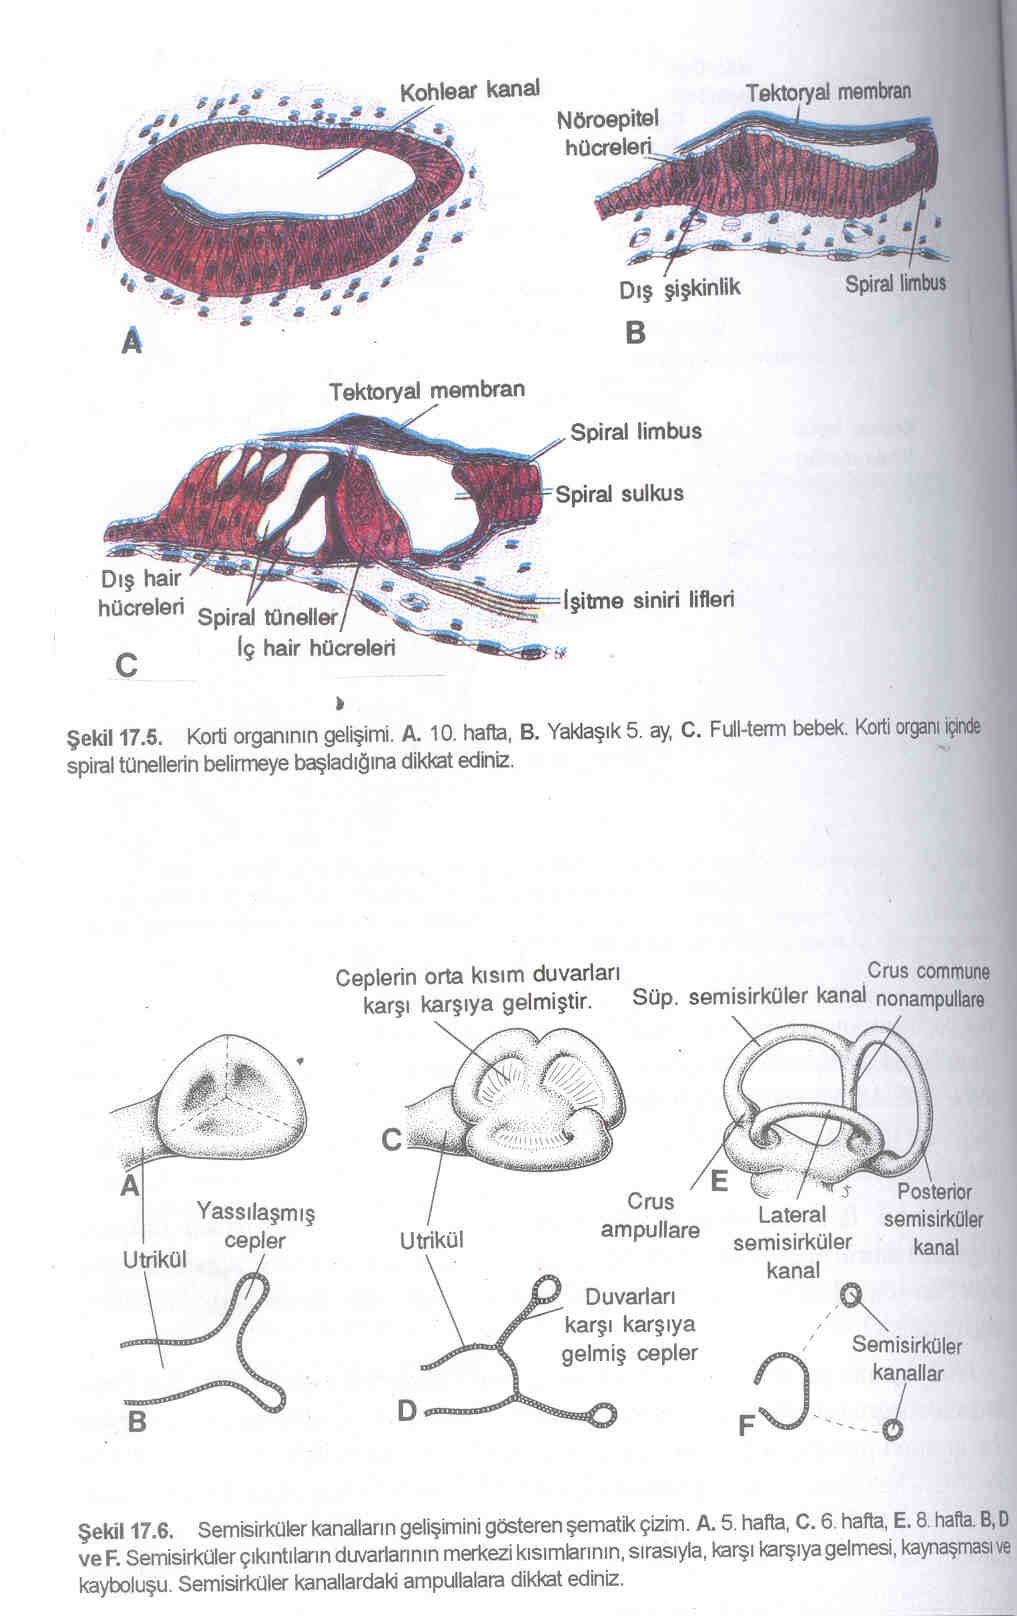 Kohlear kanal
A
Tektoryal membran
Nöroepitel
hücreleri
Dış şişkinlik
Spiral limbus
B
Tektoryal membran
Spiral limbus
Spiral sulkus
Dış hair
hücreleri
Spiral tüneller
İşitme siniri lifleri
İç hair hücreleri
C
Şekil 17.5. Korti organının gelişimi. A. 10. hafta, B. Yaklaşık 5. ay, C. Full-term bebek. Korti organı içinde
spiral tünellerin belirmeye başladığına dikkat ediniz.
Ceplerin orta kısım duvarları
karşı karşıya gelmiştir.
Süp. semisirküler kanal
Crus commune
nonampullare
A
C
E
Utrikül
Yassılaşmış
cepler
Utrikül
Crus
ampullare
Lateral
semisirküler
kanal
Posterior
semisirküler
kanal
Duvarları
karşı karşıya
gelmiş cepler
Semisirküler
kanallar
B
D
F
Şekil 17.6. Semisirküler kanalların gelişimini gösteren şematik çizim. A. 5. hafta, C. 6. hafta, E. 8. hafta. B, D
ve F. Semisirküler çıkıntıların duvarlarının merkezi kısımlarının, sırasıyla, karşı karşıya gelmesi, kaynaşması ve
kayboluşu. Semisirküler kanallardaki ampullalara dikkat ediniz.